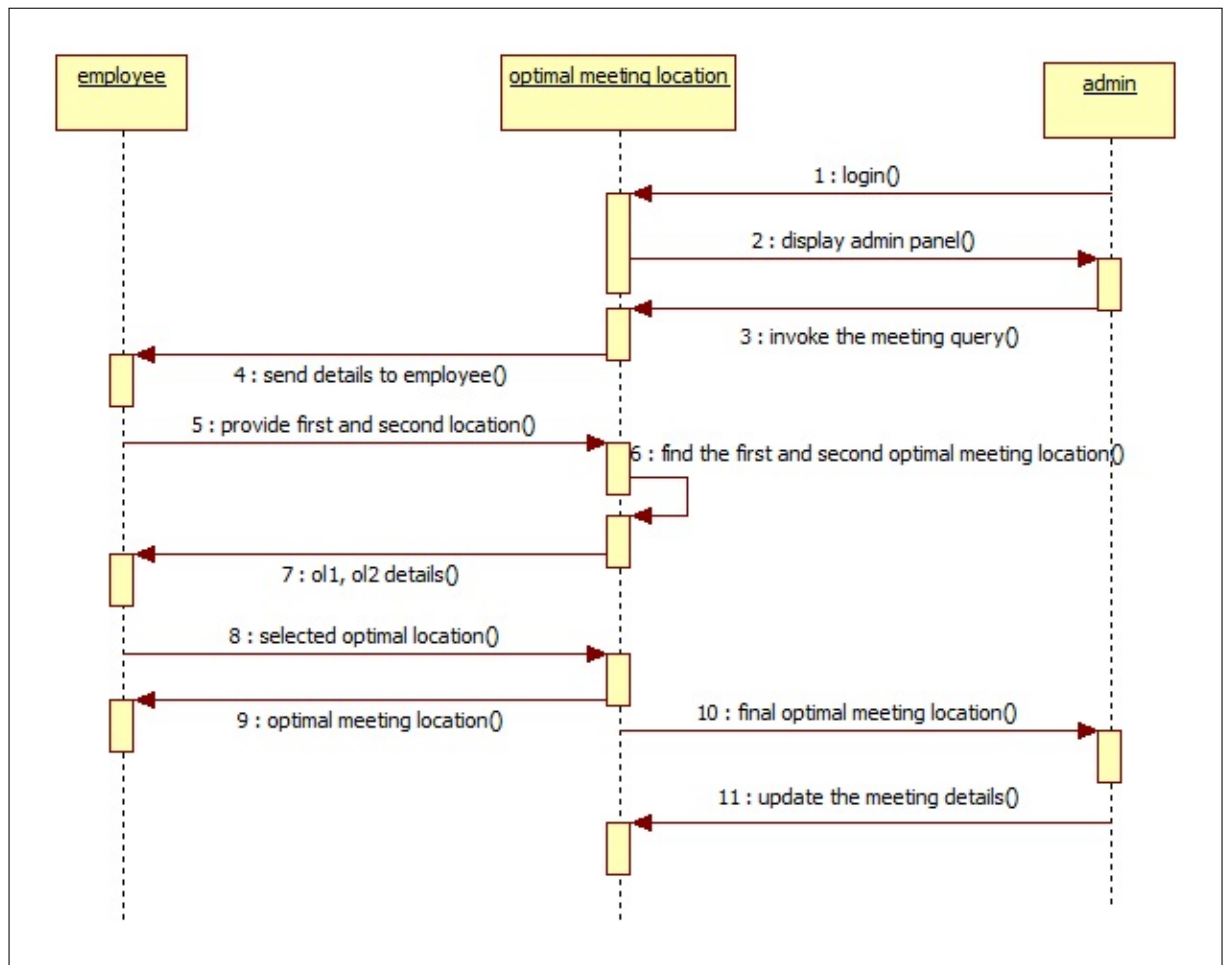 employee
optimal meeting location
admin
1 : login()
2 : display admin panel()
3 : invoke the meeting query()
4 : send details to employee()
5 : provide first and second location()
6 : find the first and second optimal meeting location()
7 : ol1, ol2 details()
8 : selected optimal location()
9 : optimal meeting location()
10 : final optimal meeting location()
11 : update the meeting details()